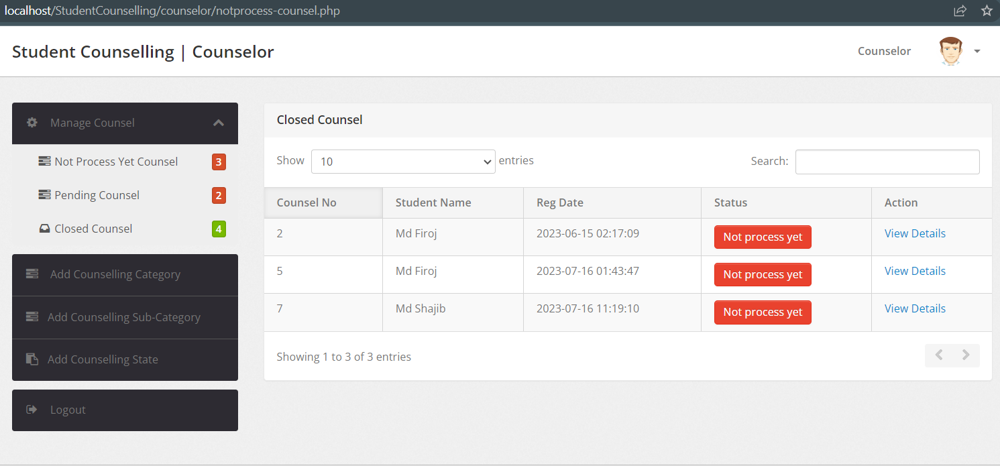 localhost/StudentCounselling/counselor/notprocess-counsel.php
Student Counselling | Counselor
Counselor
Manage Counsel
Not Process Yet Counsel 3
Pending Counsel 2
Closed Counsel 4
Add Counselling Category
Add Counselling Sub-Category
Add Counselling State
Logout
Closed Counsel
Show 10 entries
Search:
Counsel No Student Name Reg Date Status Action
2 Md Firoj 2023-06-15 02:17:09 Not process yet View Details
5 Md Firoj 2023-07-16 01:43:47 Not process yet View Details
7 Md Shajib 2023-07-16 11:19:10 Not process yet View Details
Showing 1 to 3 of 3 entries